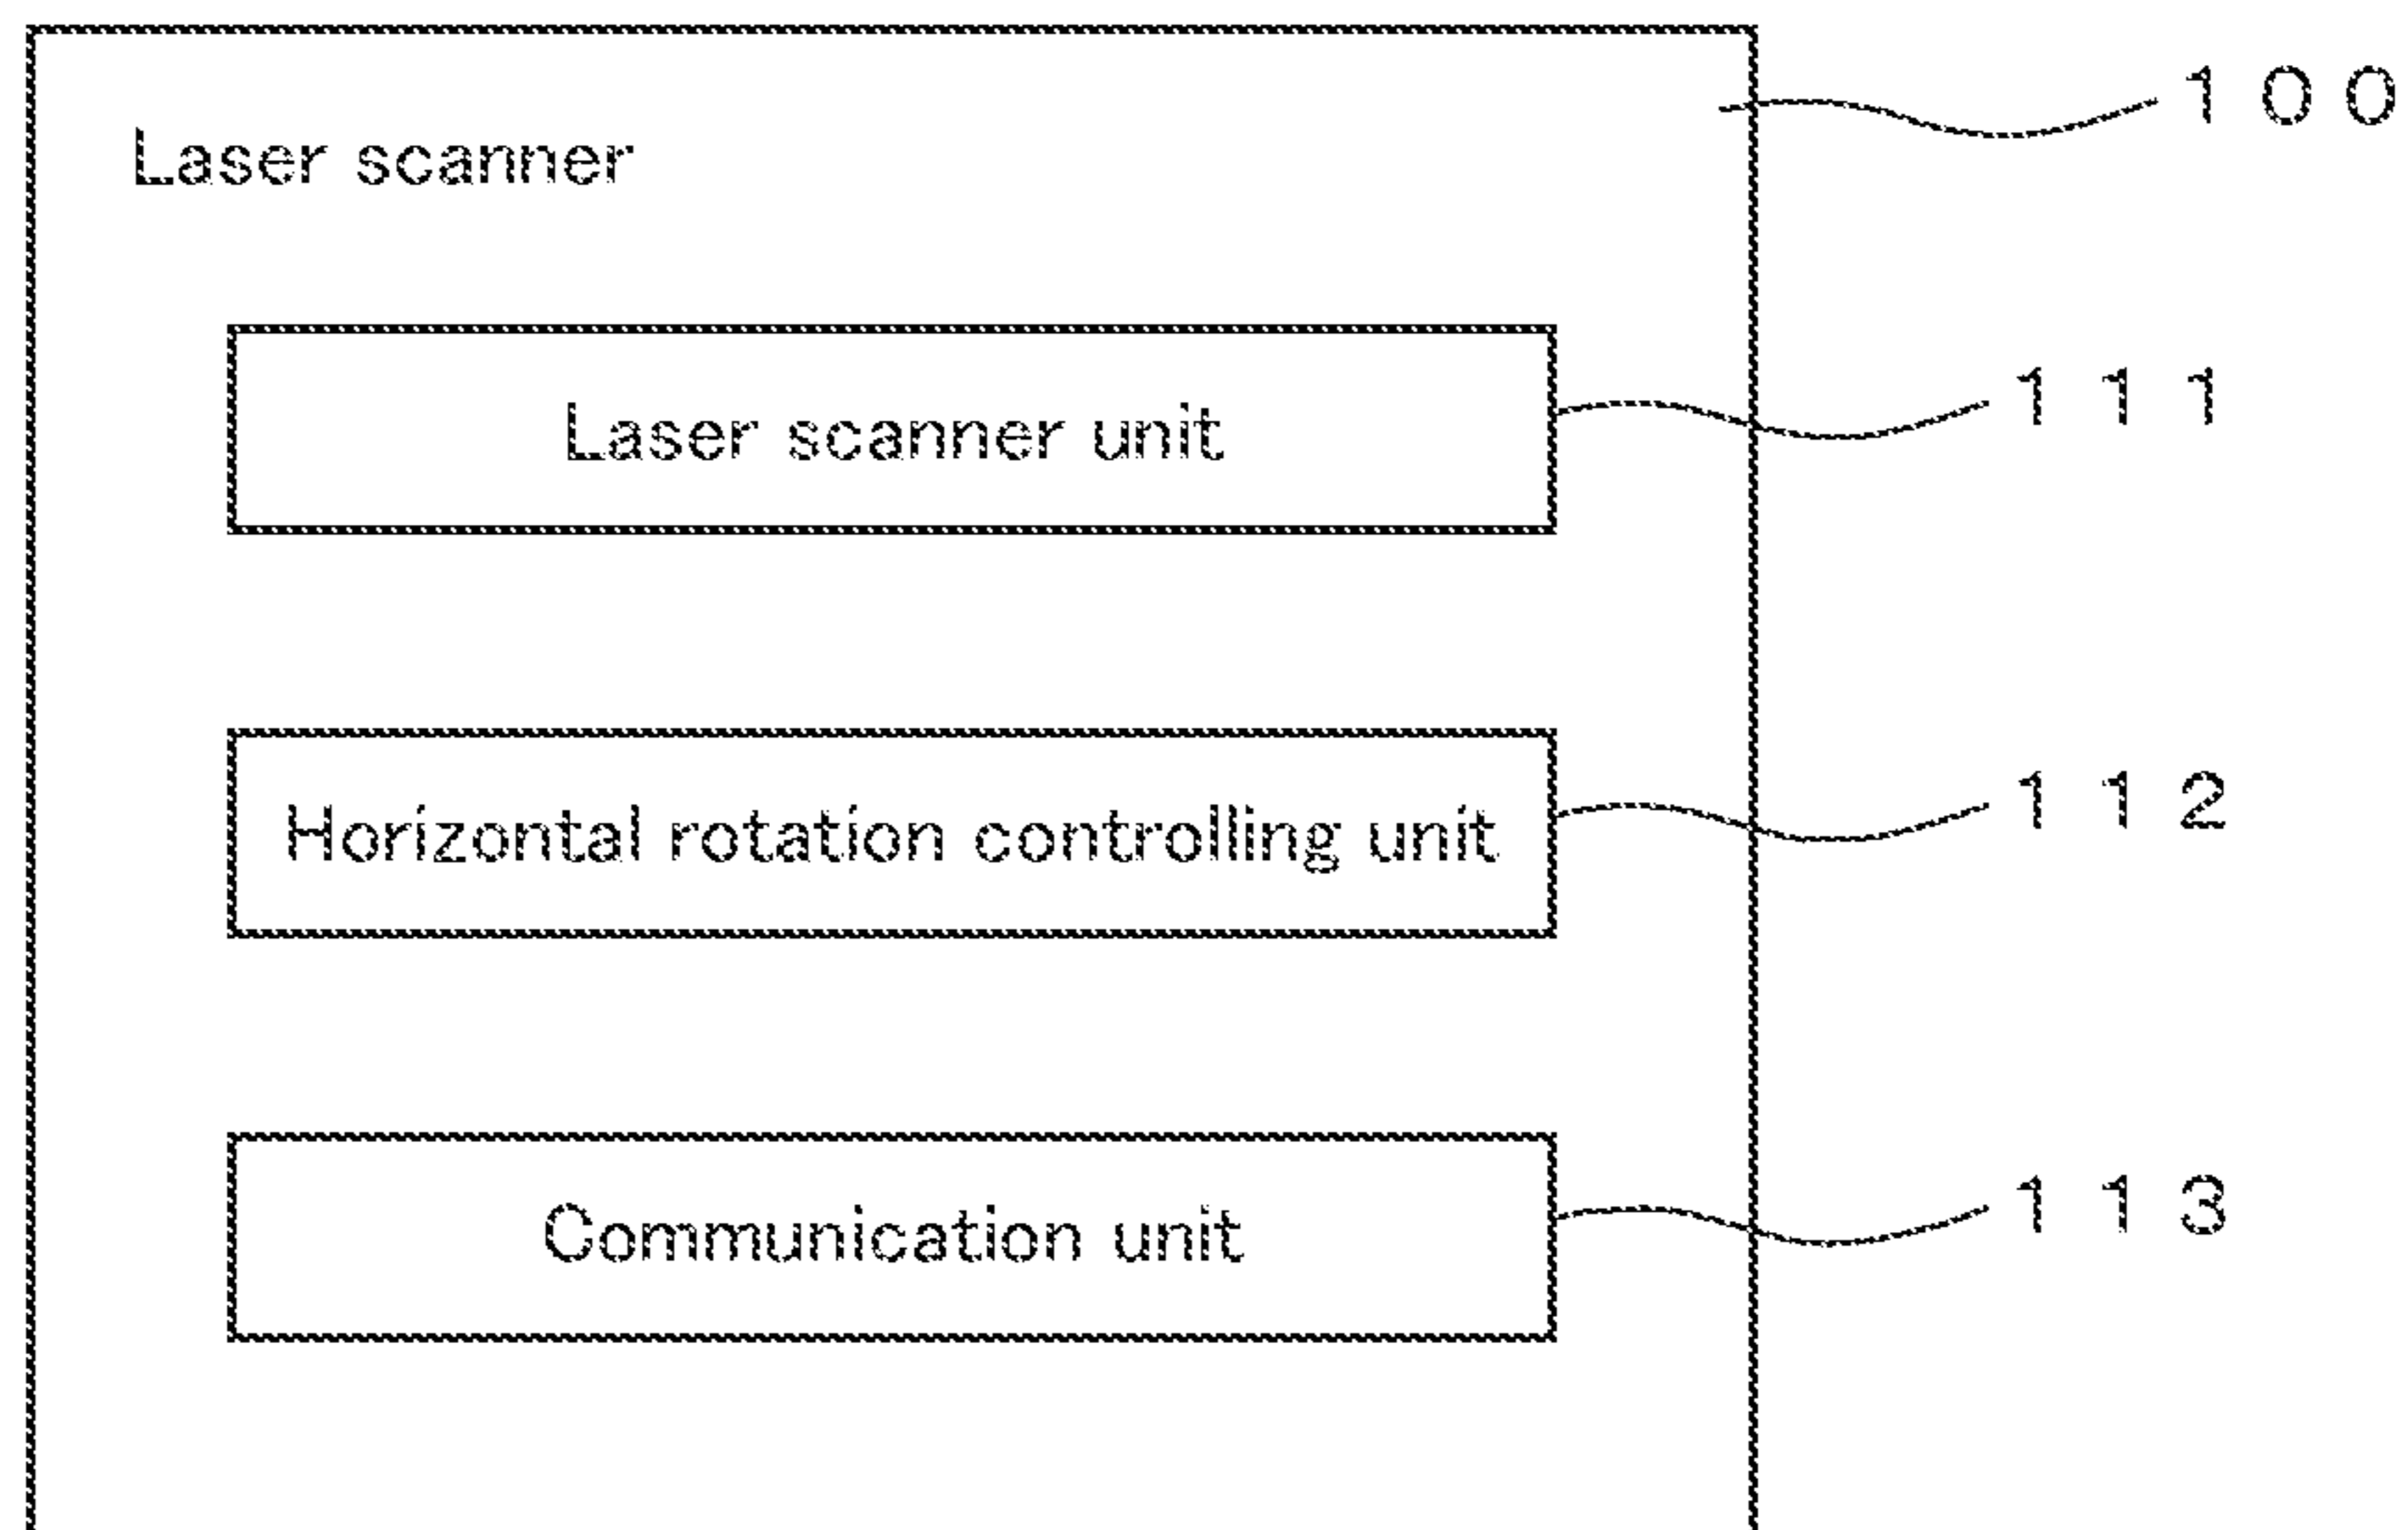 Laser scanner
100
Laser scanner unit
111
Horizontal rotation controlling unit
112
Communication unit
113